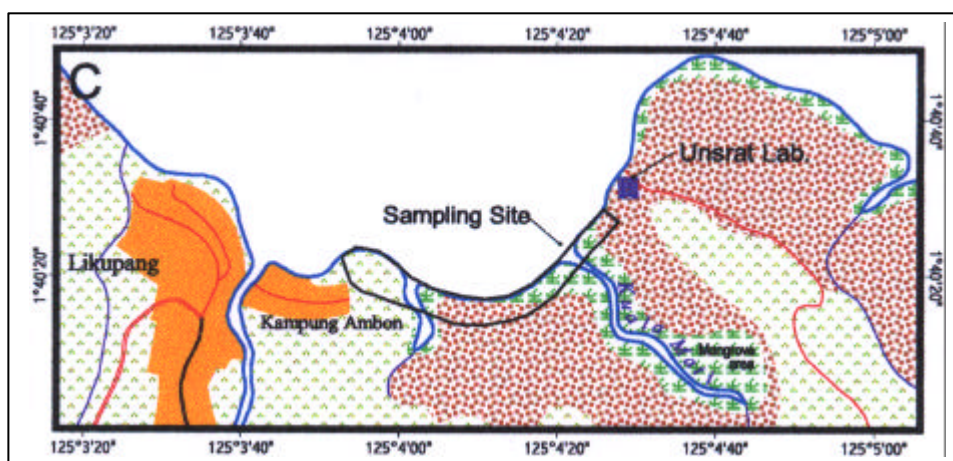 125°3'20" 125°3'40" 125°4'00" 125°4'20" 125°4'40" 125°5'00"
C
1°40'40" 1°40'40"
Unsrat Lab.
Sampling Site
Likupang
1°40'20" 1°40'20"
Kampung Ambon
Kuala Mal
Mangrove
area
125°3'20" 125°3'40" 125°4'00" 125°4'20" 125°4'40" 125°5'00"